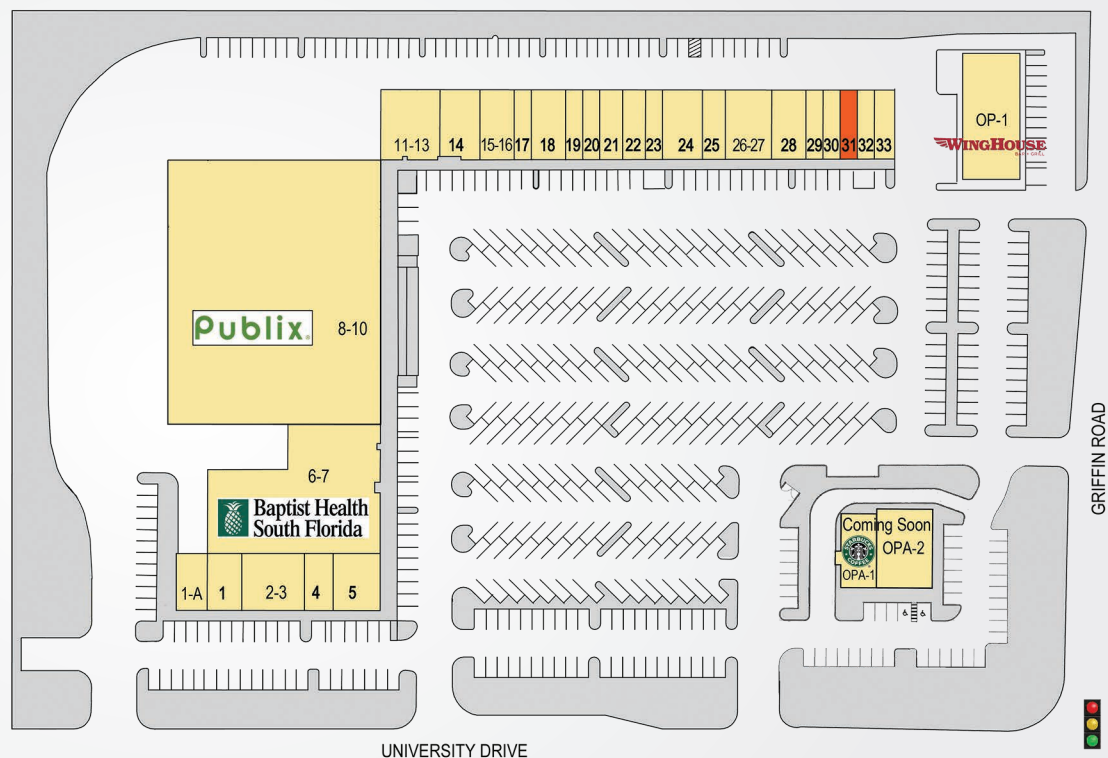 11-13 14 15-16 17 18 19 20 21 22 23 24 25 26-27 28 29 30 31 32 33
OP-1
WINGHOUSE
Publix.
8-10
6-7
Baptist Health
South Florida
1-A 1 2-3 4 5
Coming Soon
OPA-2
STARBUCKS
COFFEE
OPA-1
GRIFFIN ROAD
UNIVERSITY DRIVE